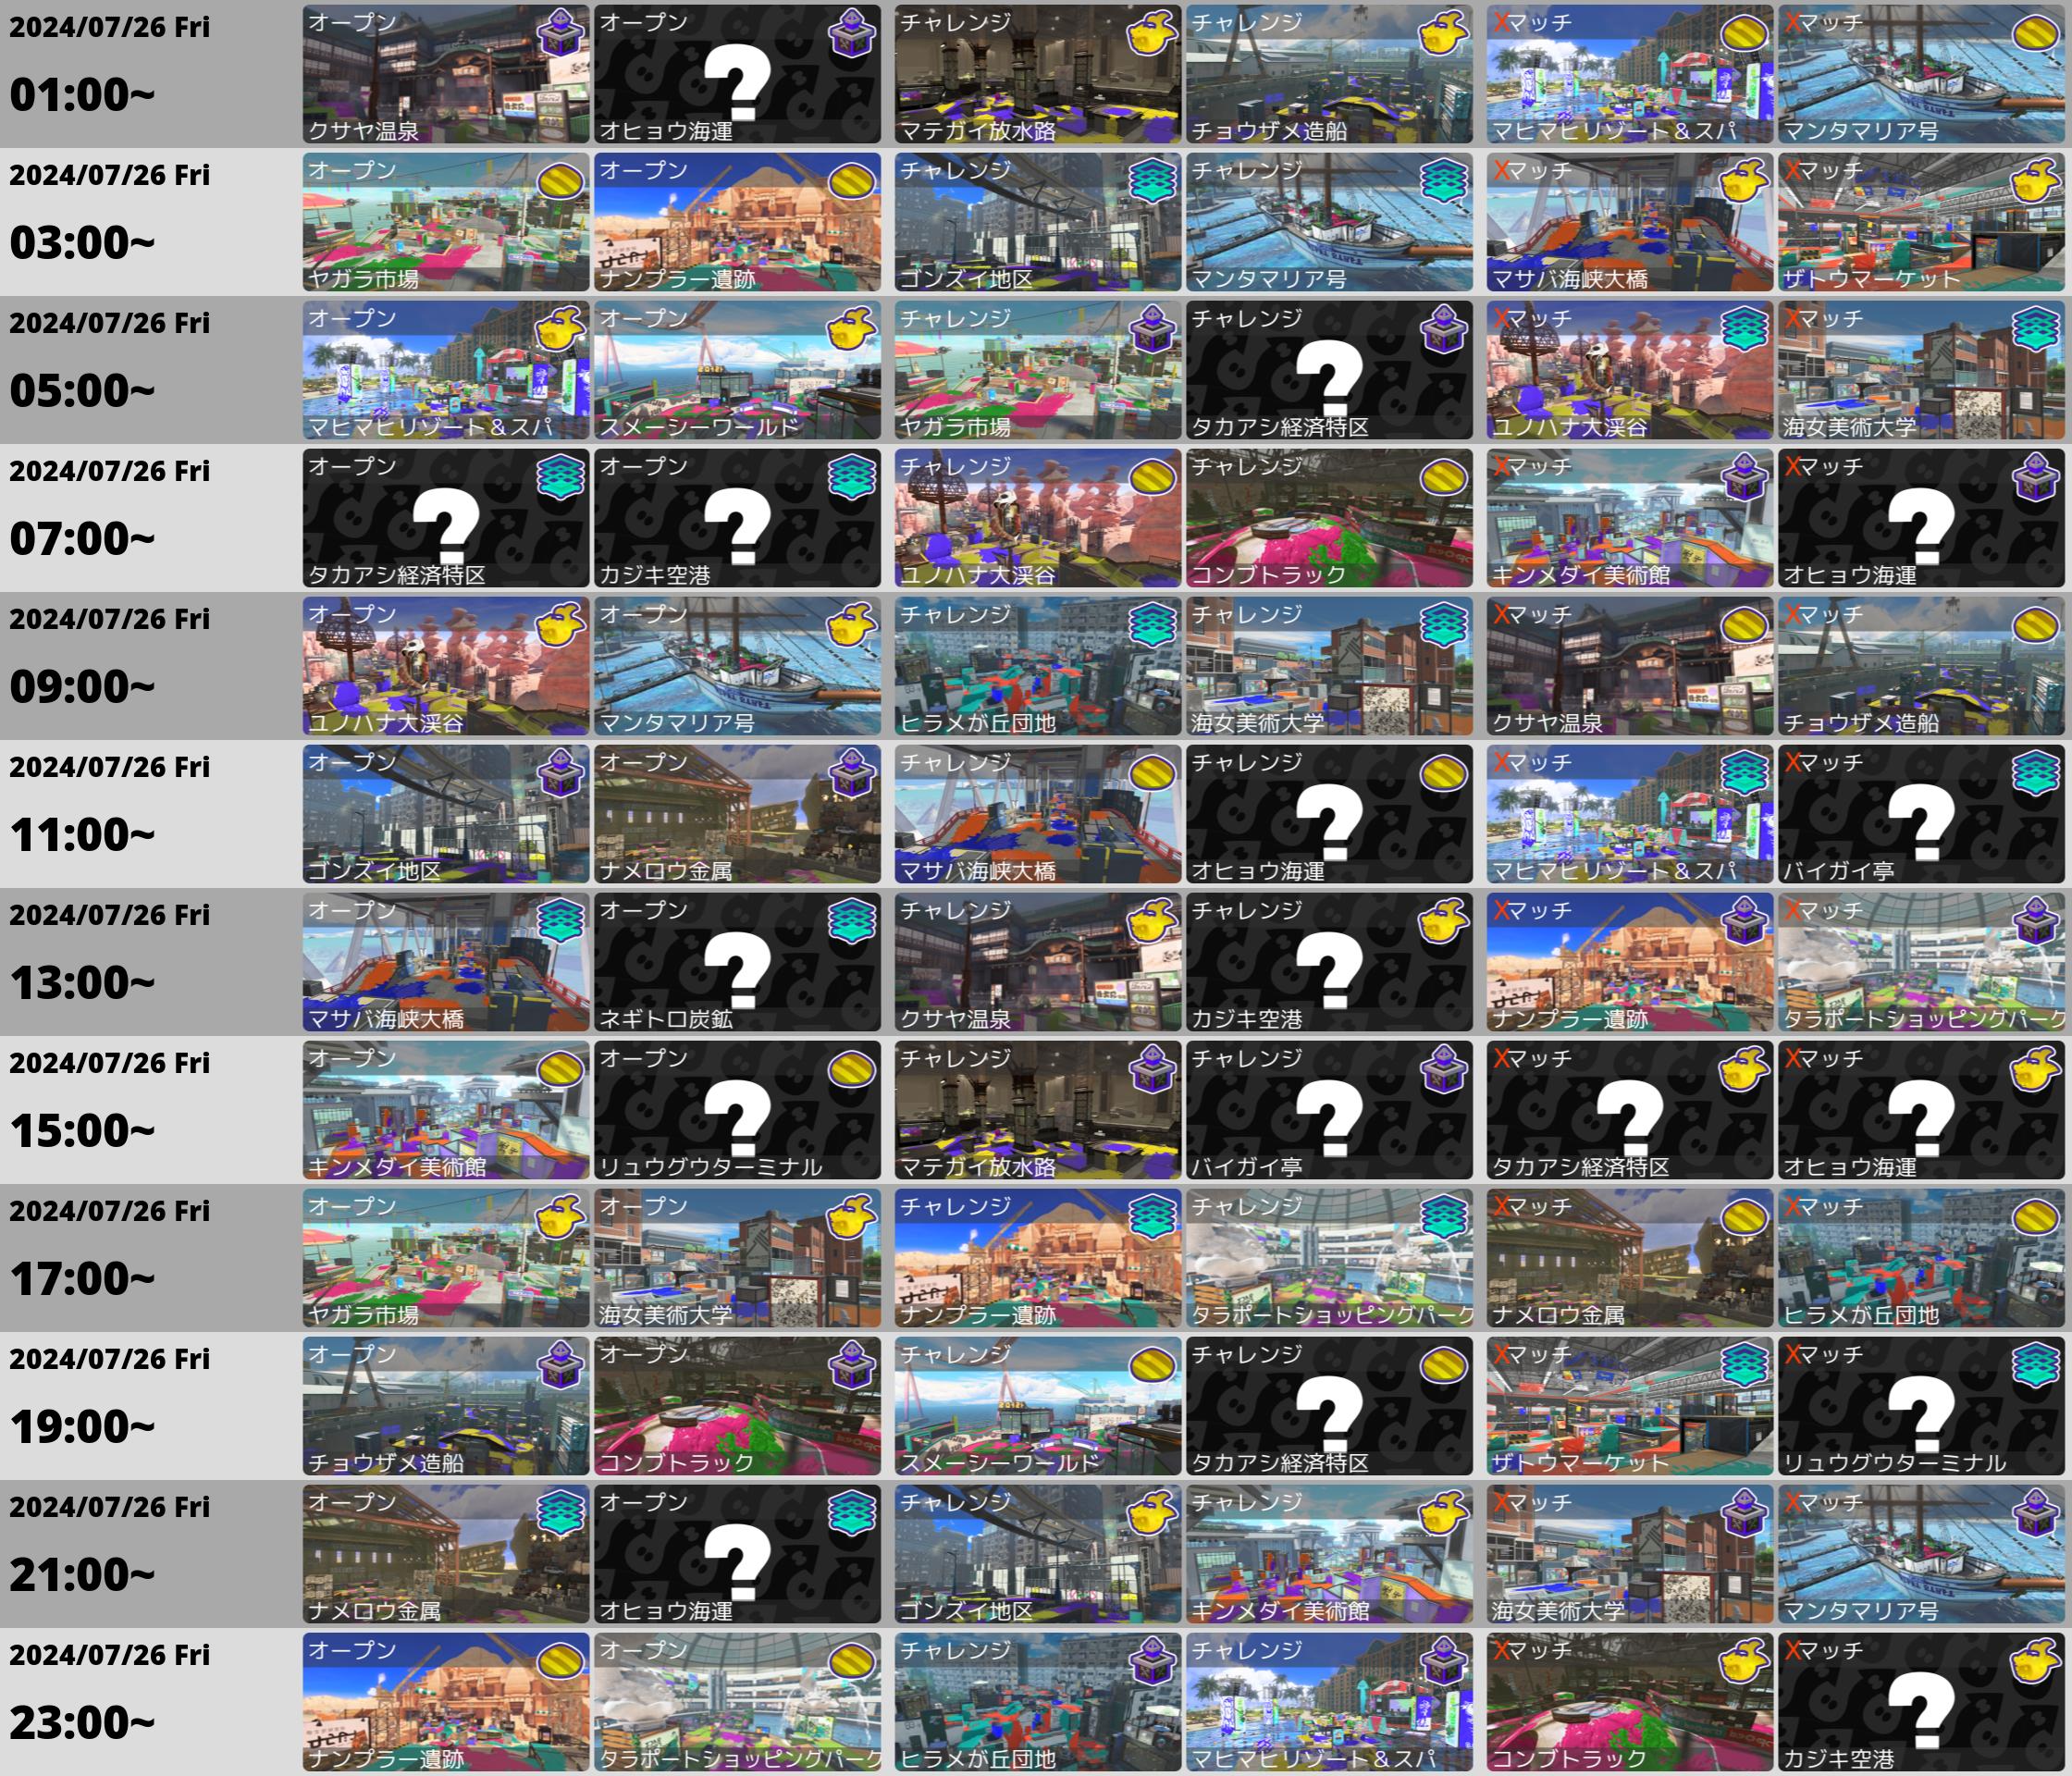 2024/07/26 Fri
01:00~
オープン
クサヤ温泉
オープン
オヒョウ海運
チャレンジ
マテガイ放水路
チャレンジ
チョウザメ造船
Xマッチ
マヒマヒリゾート＆スパ
Xマッチ
マンタマリア号
2024/07/26 Fri
03:00~
オープン
ヤガラ市場
オープン
ナンプラー遺跡
チャレンジ
ゴンズイ地区
チャレンジ
マンタマリア号
Xマッチ
マサバ海峡大橋
Xマッチ
ザトウマーケット
2024/07/26 Fri
05:00~
オープン
マヒマヒリゾート＆スパ
オープン
スメーシーワールド
チャレンジ
ヤガラ市場
チャレンジ
タカアシ経済特区
Xマッチ
ユノハナ大渓谷
Xマッチ
海女美術大学
2024/07/26 Fri
07:00~
オープン
タカアシ経済特区
オープン
カジキ空港
チャレンジ
ユノハナ大渓谷
チャレンジ
コンブトラック
Xマッチ
キンメダイ美術館
Xマッチ
オヒョウ海運
2024/07/26 Fri
09:00~
オープン
ユノハナ大渓谷
オープン
マンタマリア号
チャレンジ
ヒラメが丘団地
チャレンジ
海女美術大学
Xマッチ
クサヤ温泉
Xマッチ
チョウザメ造船
2024/07/26 Fri
11:00~
オープン
ゴンズイ地区
オープン
ナメロウ金属
チャレンジ
マサバ海峡大橋
チャレンジ
オヒョウ海運
Xマッチ
マヒマヒリゾート＆スパ
Xマッチ
バイガイ亭
2024/07/26 Fri
13:00~
オープン
マサバ海峡大橋
オープン
ネギトロ炭鉱
チャレンジ
クサヤ温泉
チャレンジ
カジキ空港
Xマッチ
ナンプラー遺跡
Xマッチ
タラポートショッピングパーク
2024/07/26 Fri
15:00~
オープン
キンメダイ美術館
オープン
リュウグウターミナル
チャレンジ
マテガイ放水路
チャレンジ
バイガイ亭
Xマッチ
タカアシ経済特区
Xマッチ
オヒョウ海運
2024/07/26 Fri
17:00~
オープン
ヤガラ市場
オープン
海女美術大学
チャレンジ
ナンプラー遺跡
チャレンジ
タラポートショッピングパーク
Xマッチ
ナメロウ金属
Xマッチ
ヒラメが丘団地
2024/07/26 Fri
19:00~
オープン
チョウザメ造船
オープン
コンブトラック
チャレンジ
スメーシーワールド
チャレンジ
タカアシ経済特区
Xマッチ
ザトウマーケット
Xマッチ
リュウグウターミナル
2024/07/26 Fri
21:00~
オープン
ナメロウ金属
オープン
オヒョウ海運
チャレンジ
ゴンズイ地区
チャレンジ
キンメダイ美術館
Xマッチ
海女美術大学
Xマッチ
マンタマリア号
2024/07/26 Fri
23:00~
オープン
ナンプラー遺跡
オープン
タラポートショッピングパーク
チャレンジ
ヒラメが丘団地
チャレンジ
マヒマヒリゾート＆スパ
Xマッチ
コンブトラック
Xマッチ
カジキ空港